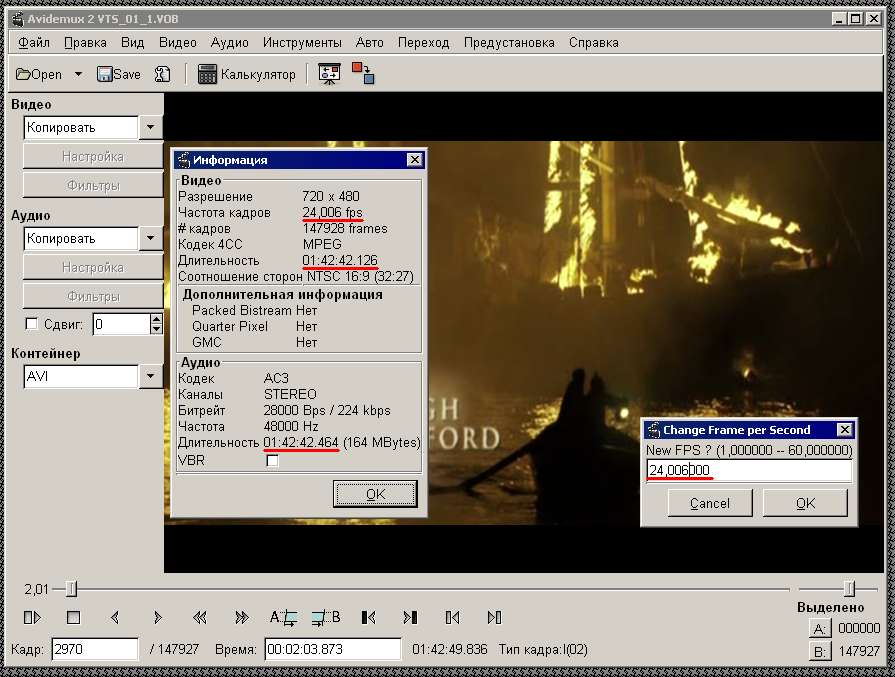 Avidemux 2 VTS_01_1.VOB
Файл Правка Вид Видео Аудио Инструменты Авто Переход Предустановка Справка
Open Save Калькулятор
Видео
Копировать
Настройка
Фильтры
Аудио
Копировать
Настройка
Фильтры
Сдвиг: 0
Контейнер
AVI
Информация
Видео
Разрешение 720 x 480
Частота кадров 24,006 fps
# кадров 147928 frames
Кодек 4CC MPEG
Длительность 01:42:42.126
Соотношение сторон NTSC 16:9 (32:27)
Дополнительная информация
Packed Bistream Нет
Quarter Pixel Нет
GMC Нет
Аудио
Кодек AC3
Каналы STEREO
Битрейт 28000 Bps / 224 kbps
Частота 48000 Hz
Длительность 01:42:42.464 (164 MBytes)
VBR
OK
GH
FORD
Change Frame per Second
New FPS ? (1,000000 -- 60,000000)
24,006000
Cancel OK
2,01
A B
Выделено
A: 000000
B: 147927
Кадр: 2970 / 147927 Время: 00:02:03.873 01:42:49.836 Тип кадра:I(02)